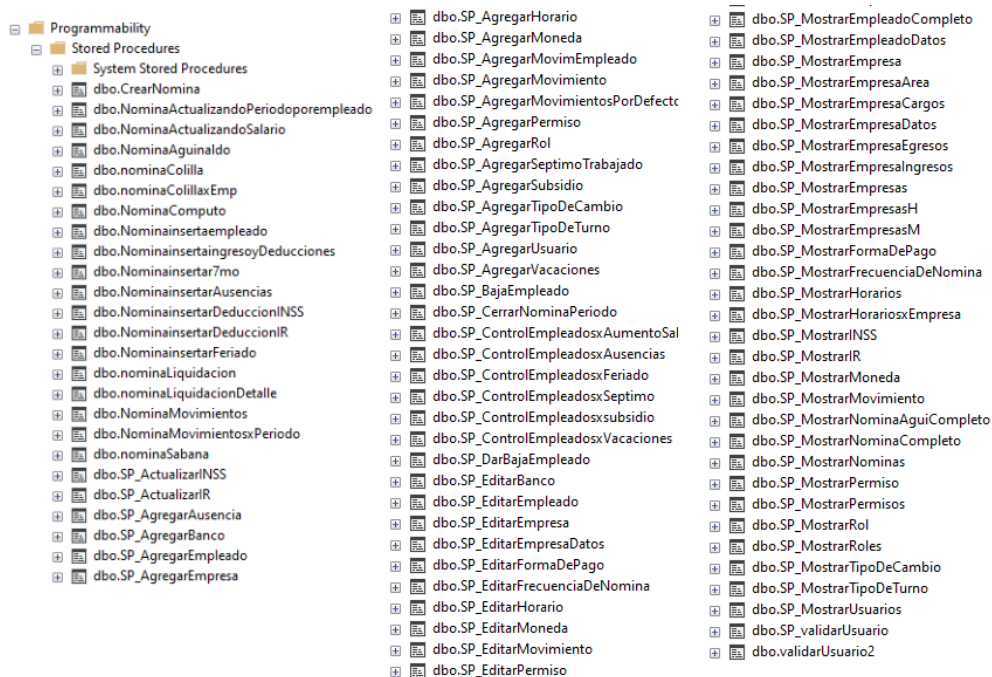 Programmability
Stored Procedures
System Stored Procedures
dbo.CrearNomina
dbo.NominaActualizandoPeriodoporempleado
dbo.NominaActualizandoSalario
dbo.NominaAguinaldo
dbo.nominaColilla
dbo.nominaColillaxEmp
dbo.NominaComputo
dbo.Nominainsertaempleado
dbo.NominainsertaingresoyDeducciones
dbo.Nominainsertar7mo
dbo.NominainsertarAusencias
dbo.NominainsertarDeduccionINSS
dbo.NominainsertarDeduccionIR
dbo.NominainsertarFeriado
dbo.nominaLiquidacion
dbo.nominaLiquidacionDetalle
dbo.NominaMovimientos
dbo.NominaMovimientosxPeriodo
dbo.nominaSabana
dbo.SP_ActualizarINSS
dbo.SP_ActualizarIR
dbo.SP_AgregarAusencia
dbo.SP_AgregarBanco
dbo.SP_AgregarEmpleado
dbo.SP_AgregarEmpresa
dbo.SP_AgregarHorario
dbo.SP_AgregarMoneda
dbo.SP_AgregarMovimEmpleado
dbo.SP_AgregarMovimiento
dbo.SP_AgregarMovimientosPorDefecto
dbo.SP_AgregarPermiso
dbo.SP_AgregarRol
dbo.SP_AgregarSeptimoTrabajado
dbo.SP_AgregarSubsidio
dbo.SP_AgregarTipoDeCambio
dbo.SP_AgregarTipoDeTurno
dbo.SP_AgregarUsuario
dbo.SP_AgregarVacaciones
dbo.SP_BajaEmpleado
dbo.SP_CerrarNominaPeriodo
dbo.SP_ControlEmpleadosxAumentoSal
dbo.SP_ControlEmpleadosxAusencias
dbo.SP_ControlEmpleadosxFeriado
dbo.SP_ControlEmpleadosxSeptimo
dbo.SP_ControlEmpleadosxsubsidio
dbo.SP_ControlEmpleadosxVacaciones
dbo.SP_DarBajaEmpleado
dbo.SP_EditarBanco
dbo.SP_EditarEmpleado
dbo.SP_EditarEmpresa
dbo.SP_EditarEmpresaDatos
dbo.SP_EditarFormaDePago
dbo.SP_EditarFrecuenciaDeNomina
dbo.SP_EditarHorario
dbo.SP_EditarMoneda
dbo.SP_EditarMovimiento
dbo.SP_EditarPermiso
dbo.SP_MostrarEmpleadoCompleto
dbo.SP_MostrarEmpleadoDatos
dbo.SP_MostrarEmpresa
dbo.SP_MostrarEmpresaArea
dbo.SP_MostrarEmpresaCargos
dbo.SP_MostrarEmpresaDatos
dbo.SP_MostrarEmpresaEgresos
dbo.SP_MostrarEmpresaIngresos
dbo.SP_MostrarEmpresas
dbo.SP_MostrarEmpresasH
dbo.SP_MostrarEmpresasM
dbo.SP_MostrarFormaDePago
dbo.SP_MostrarFrecuenciaDeNomina
dbo.SP_MostrarHorarios
dbo.SP_MostrarHorariosxEmpresa
dbo.SP_MostrarINSS
dbo.SP_MostrarIR
dbo.SP_MostrarMoneda
dbo.SP_MostrarMovimiento
dbo.SP_MostrarNominaAguiCompleto
dbo.SP_MostrarNominaCompleto
dbo.SP_MostrarNominas
dbo.SP_MostrarPermiso
dbo.SP_MostrarPermisos
dbo.SP_MostrarRol
dbo.SP_MostrarRoles
dbo.SP_MostrarTipoDeCambio
dbo.SP_MostrarTipoDeTurno
dbo.SP_MostrarUsuarios
dbo.SP_validarUsuario
dbo.validarUsuario2